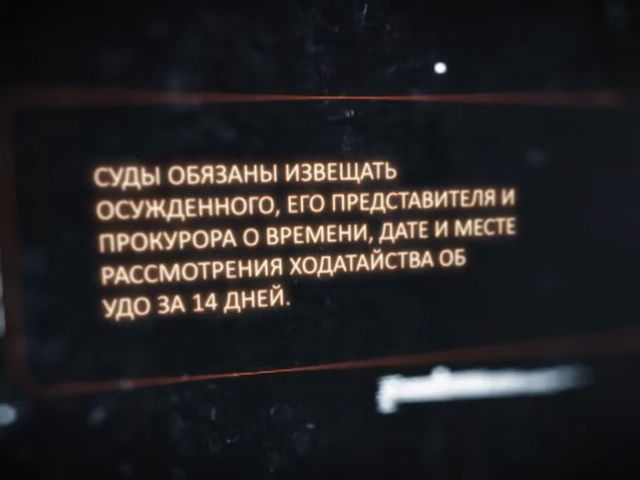 СУДЫ ОБЯЗАНЫ ИЗВЕЩАТЬ
ОСУЖДЕННОГО, ЕГО ПРЕДСТАВИТЕЛЯ И
ПРОКУРОРА О ВРЕМЕНИ, ДАТЕ И МЕСТЕ
РАССМОТРЕНИЯ ХОДАТАЙСТВА ОБ
УДО ЗА 14 ДНЕЙ.